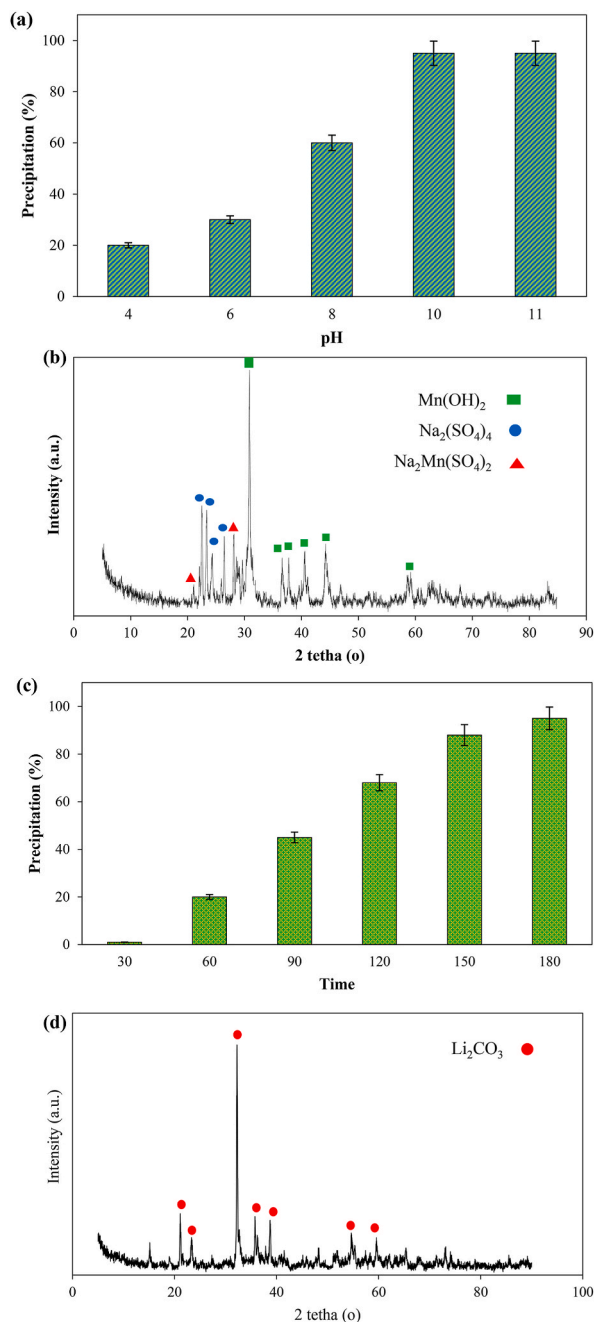 (a)
Precipitation (%)
100
80
60
40
20
0
4 6 8 10 11
pH
(b)
Intensity (a.u.)
Mn(OH)₂
Na₂(SO₄)₄
Na₂Mn(SO₄)₂
0 10 20 30 40 50 60 70 80 90
2 tetha (o)
(c)
Precipitation (%)
100
80
60
40
20
0
30 60 90 120 150 180
Time
(d)
Intensity (a.u.)
Li₂CO₃
0 20 40 60 80 100
2 tetha (o)